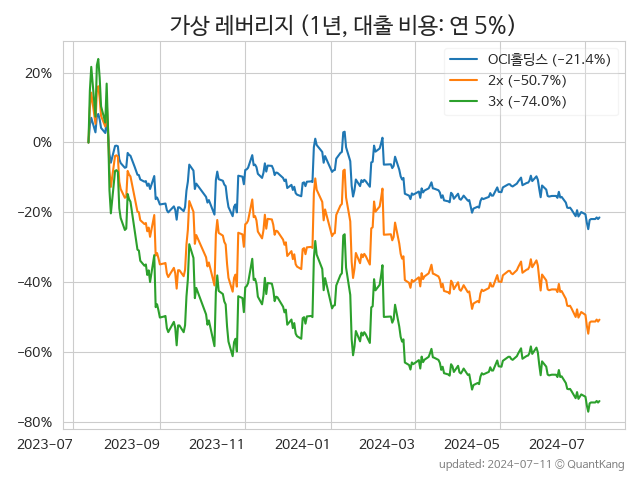 가상 레버리지 (1년, 대출 비용: 연 5%)
OCI홀딩스 (−21.4%)
2x (−50.7%)
3x (−74.0%)
20%
0%
−20%
−40%
−60%
−80%
2023-07 2023-09 2023-11 2024-01 2024-03 2024-05 2024-07
updated: 2024-07-11 © QuantKang